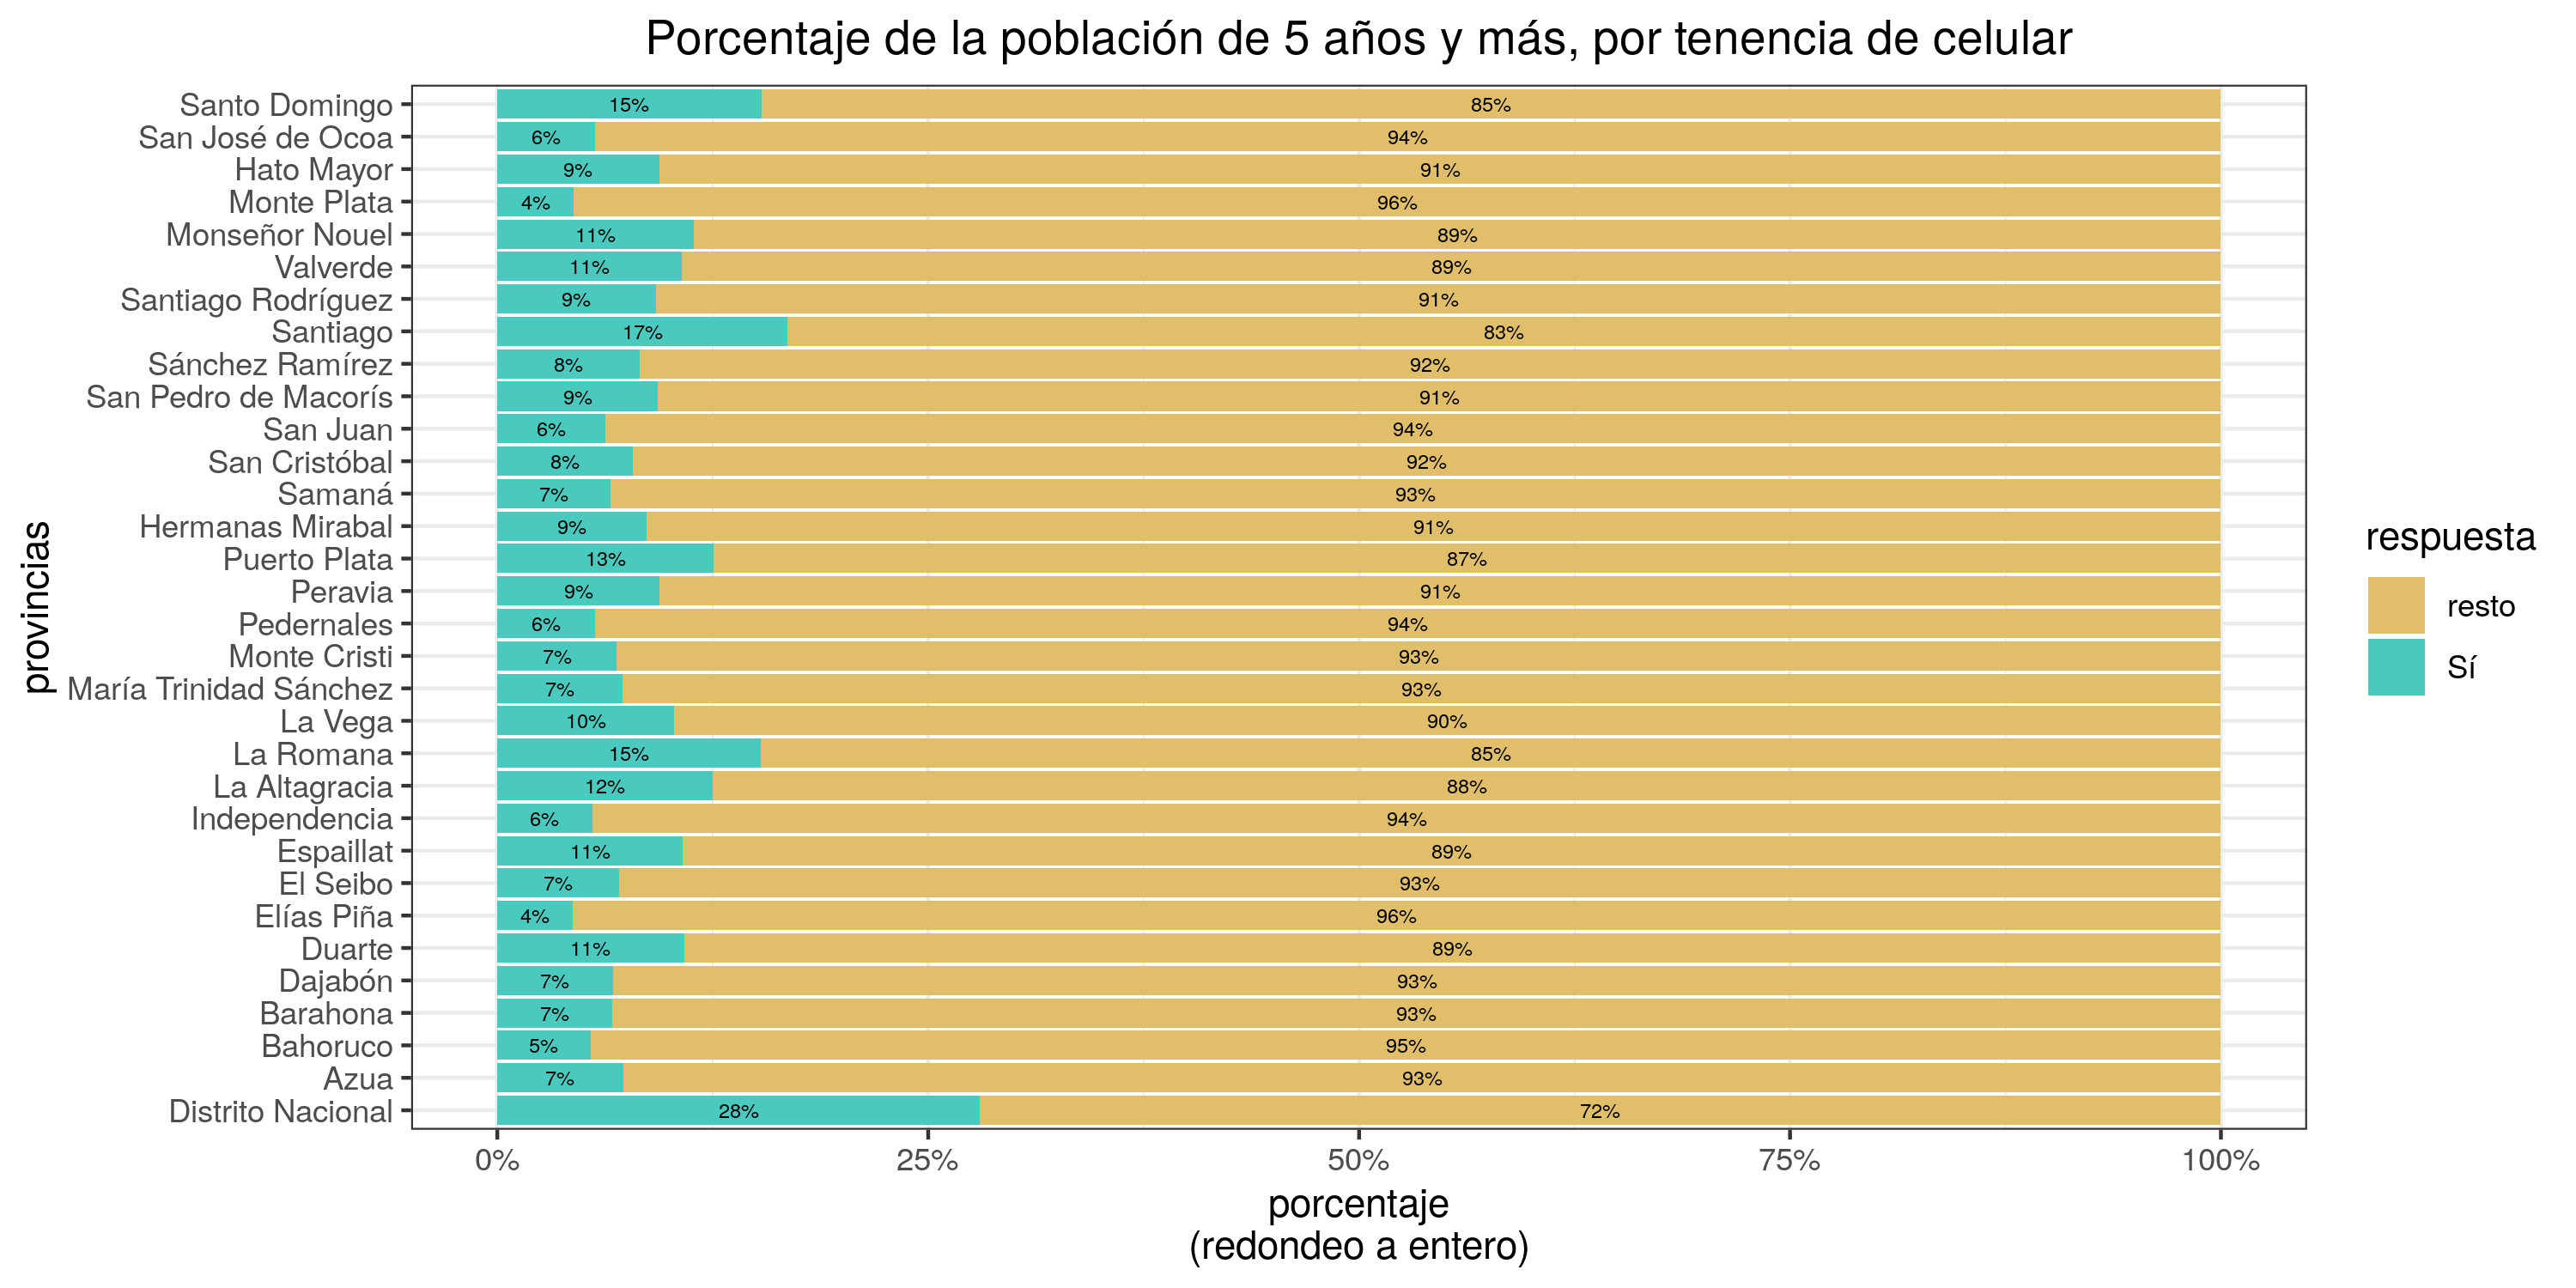 Porcentaje de la población de 5 años y más, por tenencia de celular
provincias
Santo Domingo 15% 85%
San José de Ocoa 6% 94%
Hato Mayor 9% 91%
Monte Plata 4% 96%
Monseñor Nouel 11% 89%
Valverde 11% 89%
Santiago Rodríguez 9% 91%
Santiago 17% 83%
Sánchez Ramírez 8% 92%
San Pedro de Macorís 9% 91%
San Juan 6% 94%
San Cristóbal 8% 92%
Samaná 7% 93%
Hermanas Mirabal 9% 91%
Puerto Plata 13% 87%
Peravia 9% 91%
Pedernales 6% 94%
Monte Cristi 7% 93%
María Trinidad Sánchez 7% 93%
La Vega 10% 90%
La Romana 15% 85%
La Altagracia 12% 88%
Independencia 6% 94%
Espaillat 11% 89%
El Seibo 7% 93%
Elías Piña 4% 96%
Duarte 11% 89%
Dajabón 7% 93%
Barahona 7% 93%
Bahoruco 5% 95%
Azua 7% 93%
Distrito Nacional 28% 72%
0% 25% 50% 75% 100%
porcentaje
(redondeo a entero)
respuesta
resto
Sí